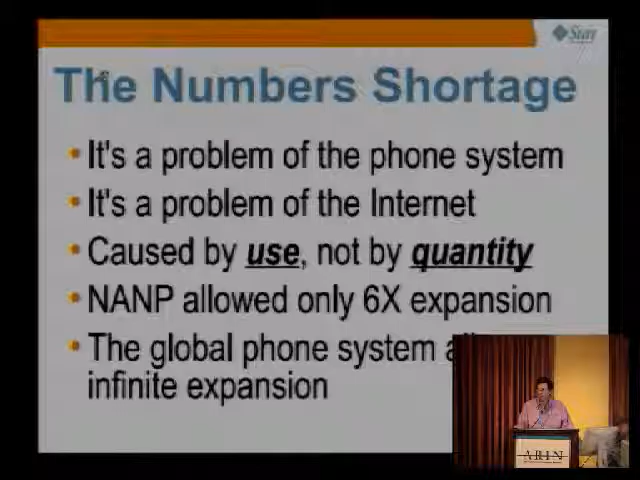 The Numbers Shortage
• It's a problem of the phone system
• It's a problem of the Internet
• Caused by use, not by quantity
• NANP allowed only 6X expansion
• The global phone system
infinite expansion
ARIN